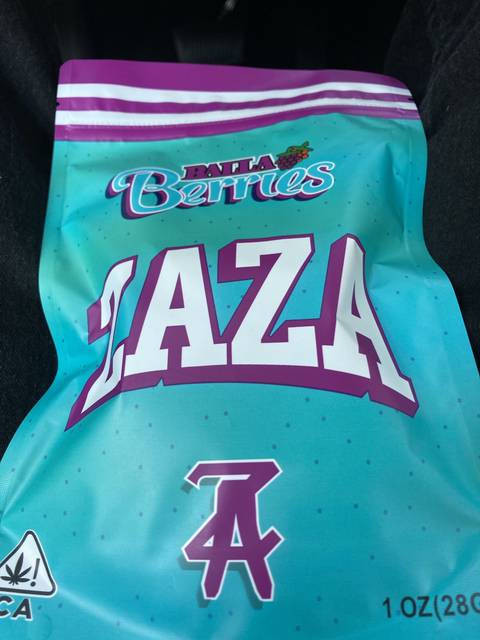 BALLA
Berries
ZAZA
ZA
CA
1 OZ(28G